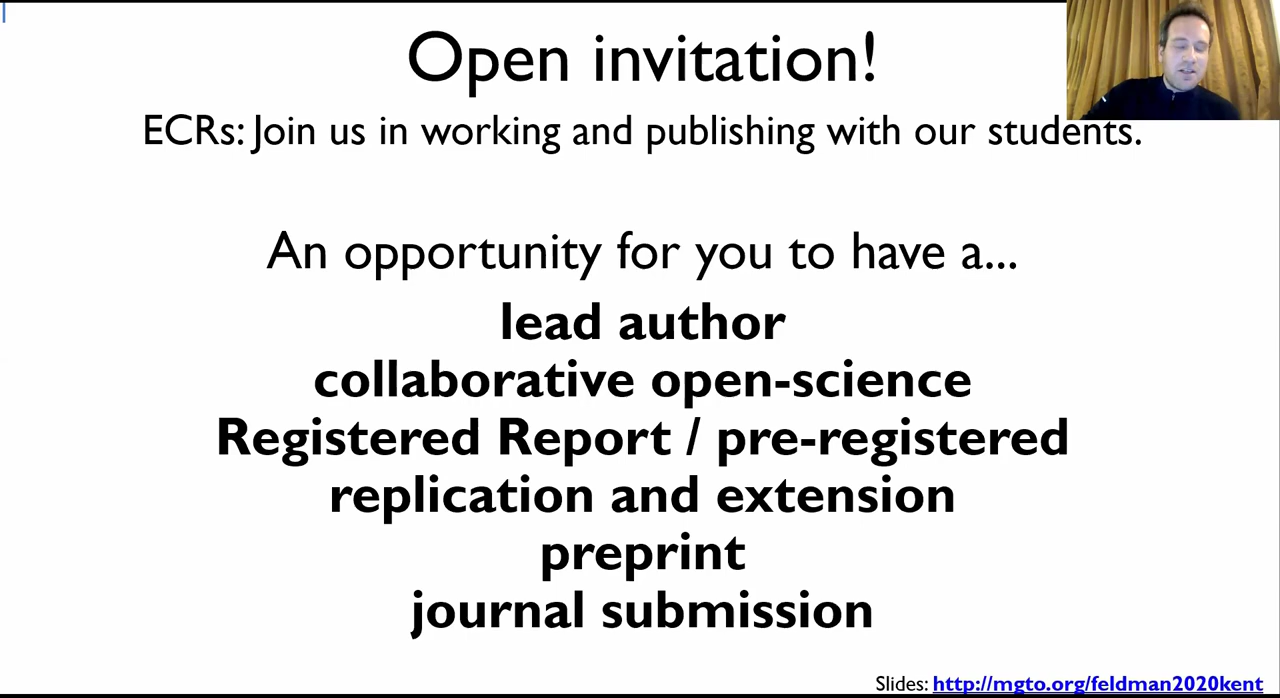 Open invitation!
ECRs: Join us in working and publishing with our students.
An opportunity for you to have a...
lead author
collaborative open-science
Registered Report / pre-registered
replication and extension
preprint
journal submission
Slides: http://mgto.org/feldman2020kent